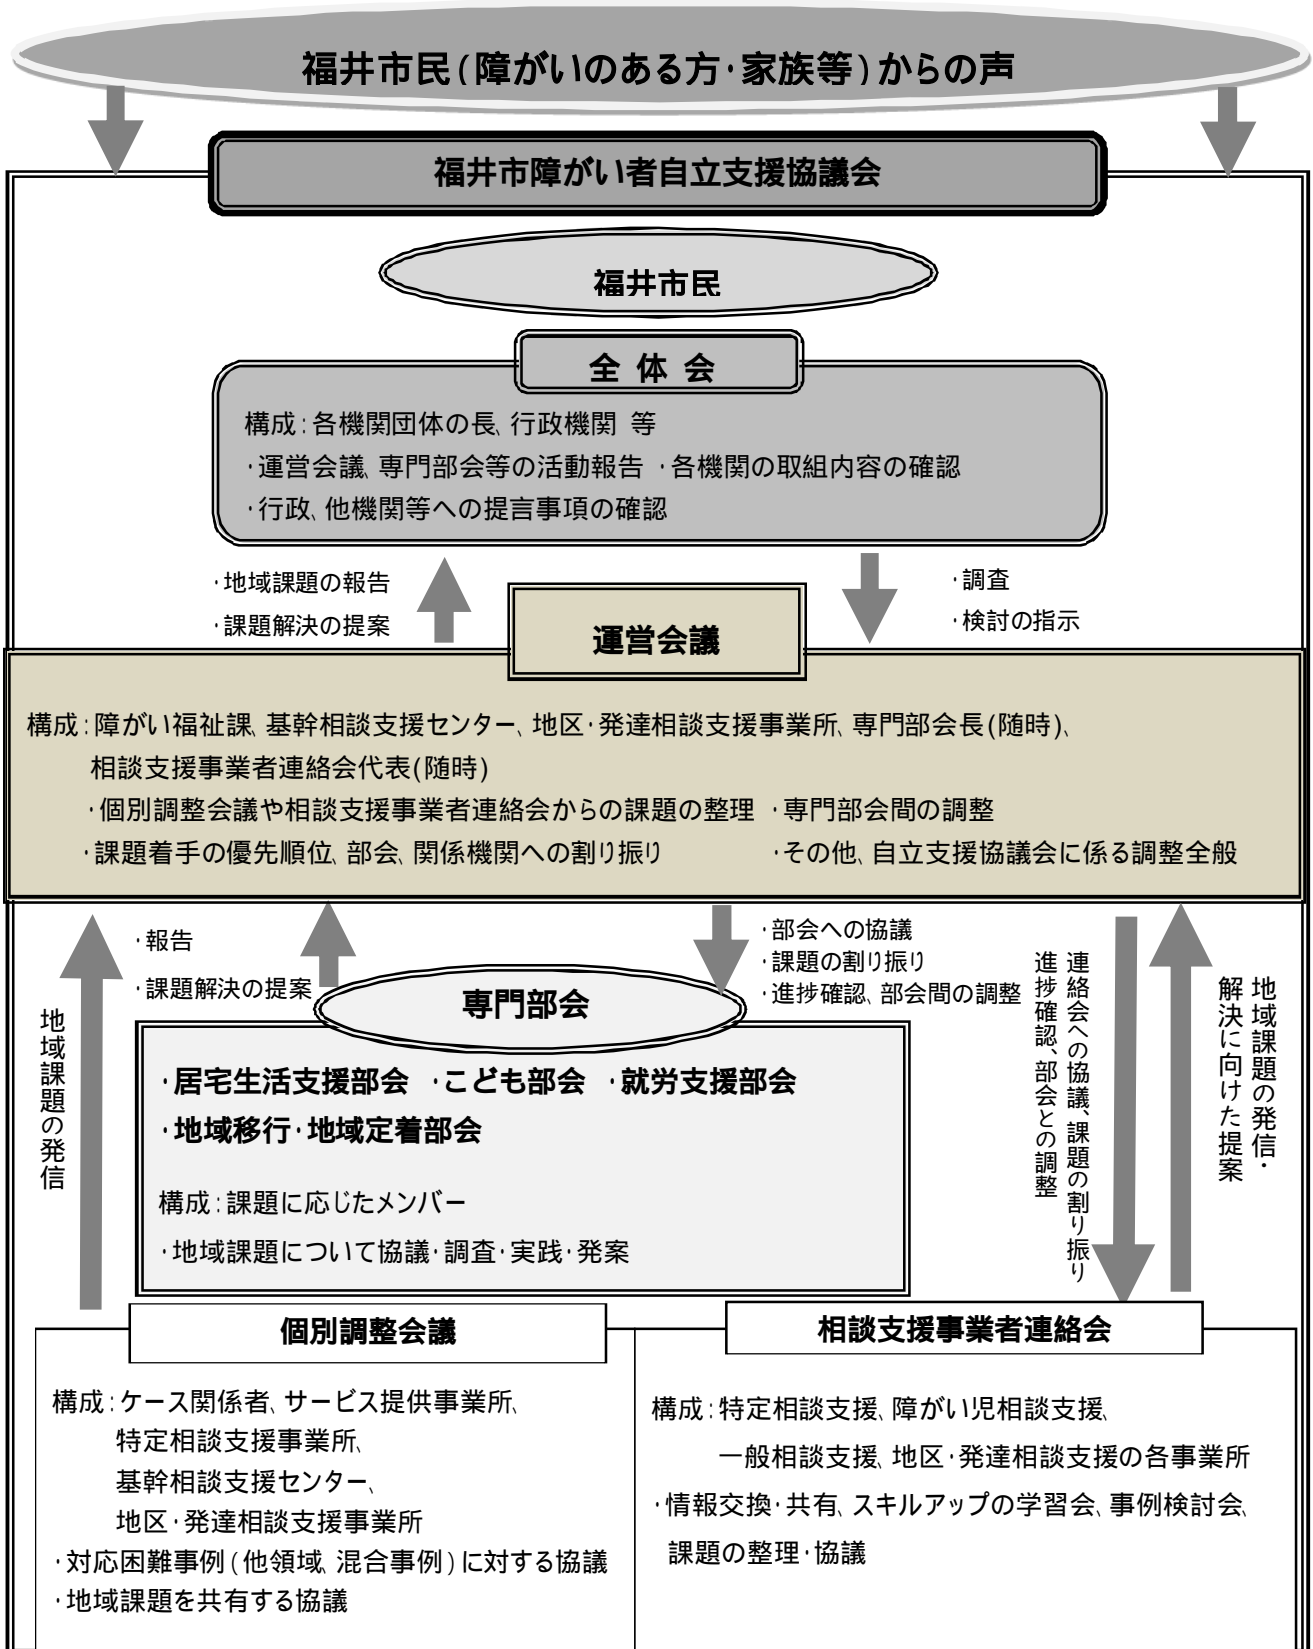 福井市民(障がいのある方・家族等)からの声
福井市障がい者自立支援協議会
福井市民
全 体 会
構成:各機関団体の長、行政機関 等
・運営会議、専門部会等の活動報告 ・各機関の取組内容の確認
・行政、他機関等への提言事項の確認
・地域課題の報告
・課題解決の提案
・調査
・検討の指示
運営会議
構成:障がい福祉課、基幹相談支援センター、地区・発達相談支援事業所、専門部会長(随時)、
相談支援事業者連絡会代表(随時)
・個別調整会議や相談支援事業者連絡会からの課題の整理 ・専門部会間の調整
・課題着手の優先順位、部会、関係機関への割り振り ・その他、自立支援協議会に係る調整全般
・報告
・課題解決の提案
・部会への協議
・課題の割り振り
・進捗確認、部会間の調整
地域課題の発信
専門部会
・居宅生活支援部会 ・こども部会 ・就労支援部会
・地域移行・地域定着部会
構成:課題に応じたメンバー
・地域課題について協議・調査・実践・発案
連絡会への協議、課題の割り振り
進捗確認、部会との調整
地域課題の発信・
解決に向けた提案
個別調整会議
構成:ケース関係者、サービス提供事業所、
特定相談支援事業所、
基幹相談支援センター、
地区・発達相談支援事業所
・対応困難事例(他領域、混合事例)に対する協議
・地域課題を共有する協議
相談支援事業者連絡会
構成:特定相談支援、障がい児相談支援、
一般相談支援、地区・発達相談支援の各事業所
・情報交換・共有、スキルアップの学習会、事例検討会、
課題の整理・協議